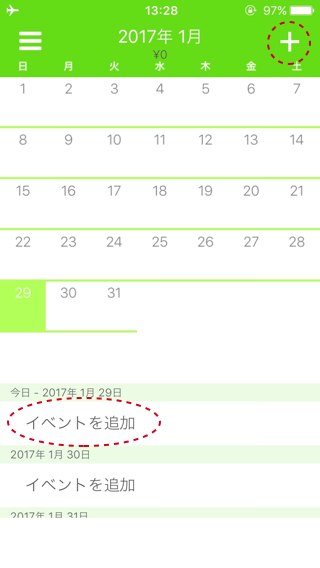 13:28 97%
2017年 1月
¥0
日 月 火 水 木 金 土
1 2 3 4 5 6 7
8 9 10 11 12 13 14
15 16 17 18 19 20 21
22 23 24 25 26 27 28
29 30 31
今日 - 2017年 1月 29日
イベントを追加
2017年 1月 30日
イベントを追加
2017年 1月 31日